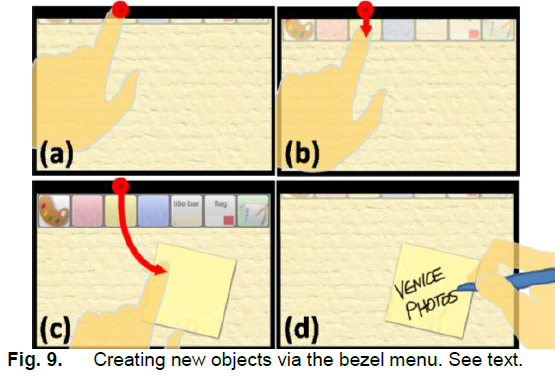 (a)
(b)
title bar
flag
(c)
VENICE
PHOTOS
(d)
Fig. 9. Creating new objects via the bezel menu. See text.